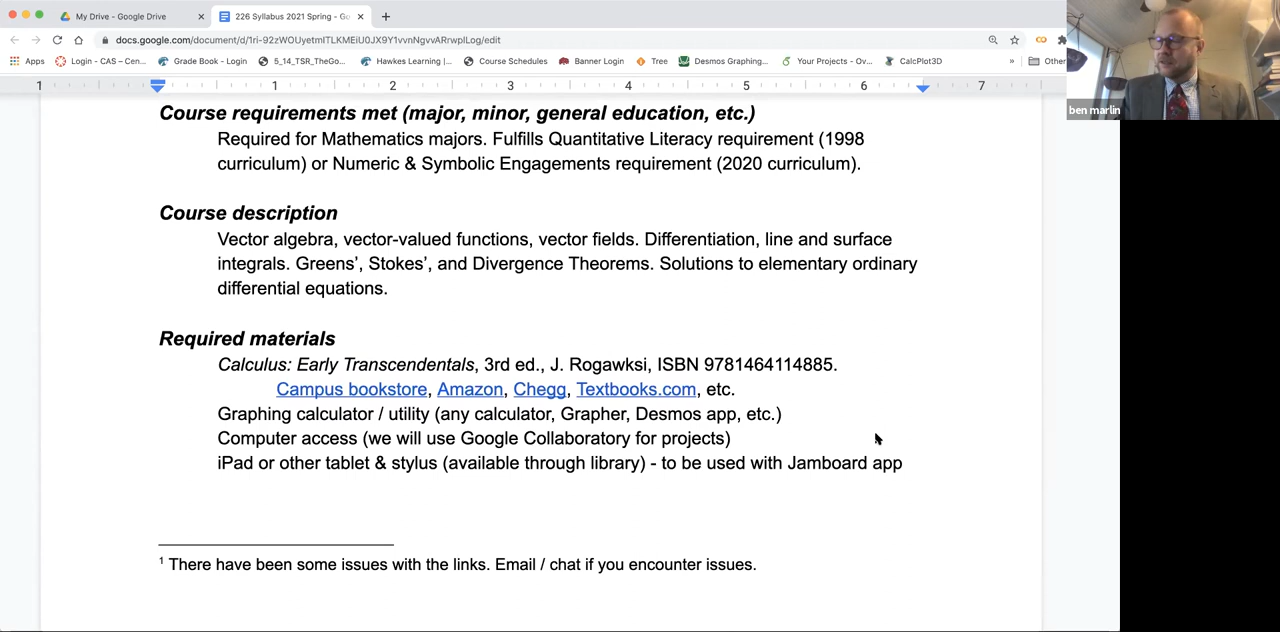 My Drive - Google Drive
226 Syllabus 2021 Spring - Go
docs.google.com/document/d/1ri-92zWOUyetmITLKMEiU0JX9Y1vvnNgvvARrwplLog/edit
Apps Login - CAS – Cen... Grade Book - Login 5_14_TSR_TheGo... Hawkes Learning |... Course Schedules Banner Login Tree Desmos Graphing... Your Projects - Ov... CalcPlot3D » Other
1 1 2 3 4 5 6 7
ben marlin
Course requirements met (major, minor, general education, etc.)
Required for Mathematics majors. Fulfills Quantitative Literacy requirement (1998
curriculum) or Numeric & Symbolic Engagements requirement (2020 curriculum).
Course description
Vector algebra, vector-valued functions, vector fields. Differentiation, line and surface
integrals. Greens’, Stokes’, and Divergence Theorems. Solutions to elementary ordinary
differential equations.
Required materials
Calculus: Early Transcendentals, 3rd ed., J. Rogawksi, ISBN 9781464114885.
Campus bookstore, Amazon, Chegg, Textbooks.com, etc.
Graphing calculator / utility (any calculator, Grapher, Desmos app, etc.)
Computer access (we will use Google Collaboratory for projects)
iPad or other tablet & stylus (available through library) - to be used with Jamboard app
1 There have been some issues with the links. Email / chat if you encounter issues.